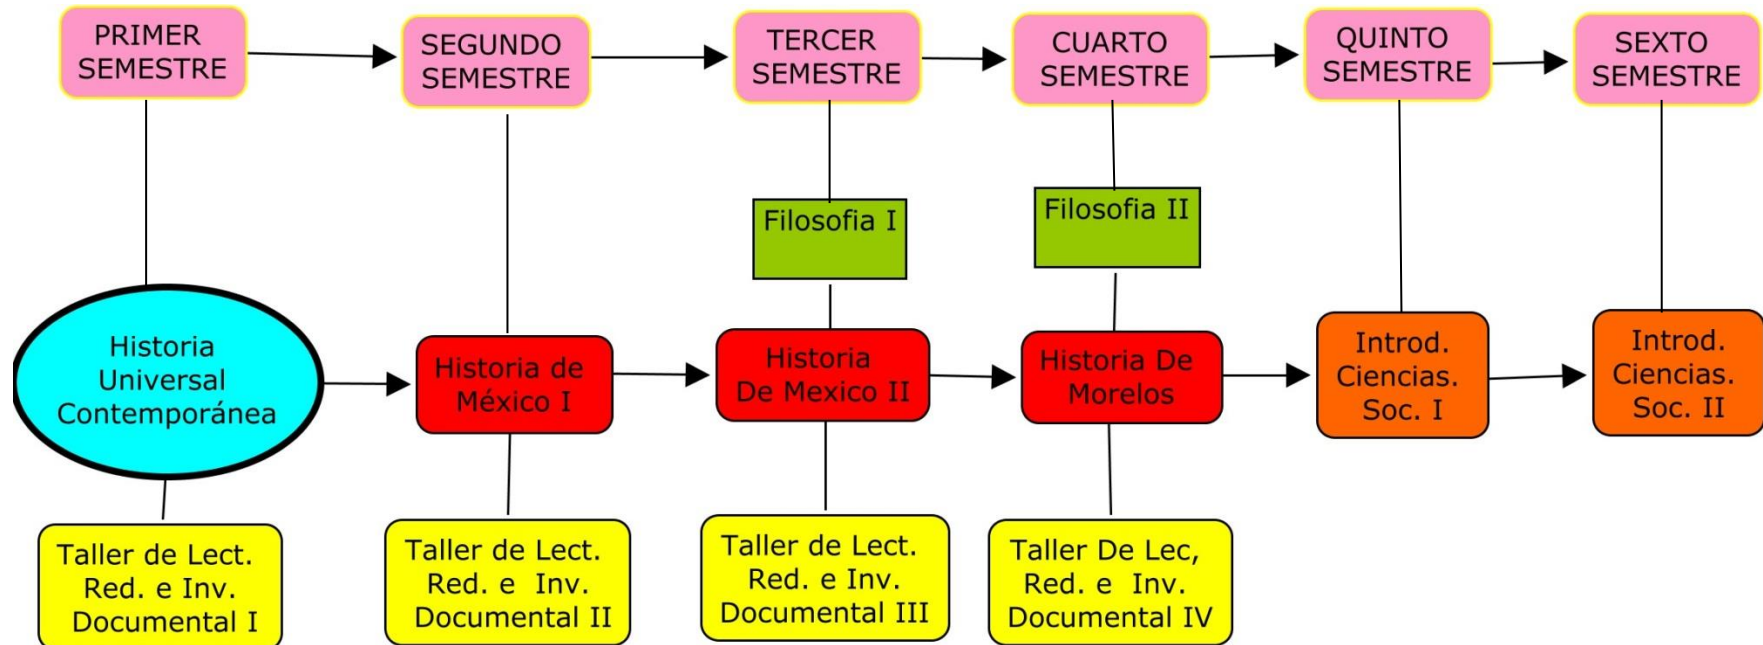 PRIMER
SEMESTRE
SEGUNDO
SEMESTRE
TERCER
SEMESTRE
CUARTO
SEMESTRE
QUINTO
SEMESTRE
SEXTO
SEMESTRE
Filosofia I
Filosofia II
Historia
Universal
Contemporánea
Historia de
México I
Historia
De Mexico II
Historia De
Morelos
Introd.
Ciencias.
Soc. I
Introd.
Ciencias.
Soc. II
Taller de Lect.
Red. e Inv.
Documental I
Taller de Lect.
Red. e Inv.
Documental II
Taller de Lect.
Red. e Inv.
Documental III
Taller De Lec,
Red. e Inv.
Documental IV